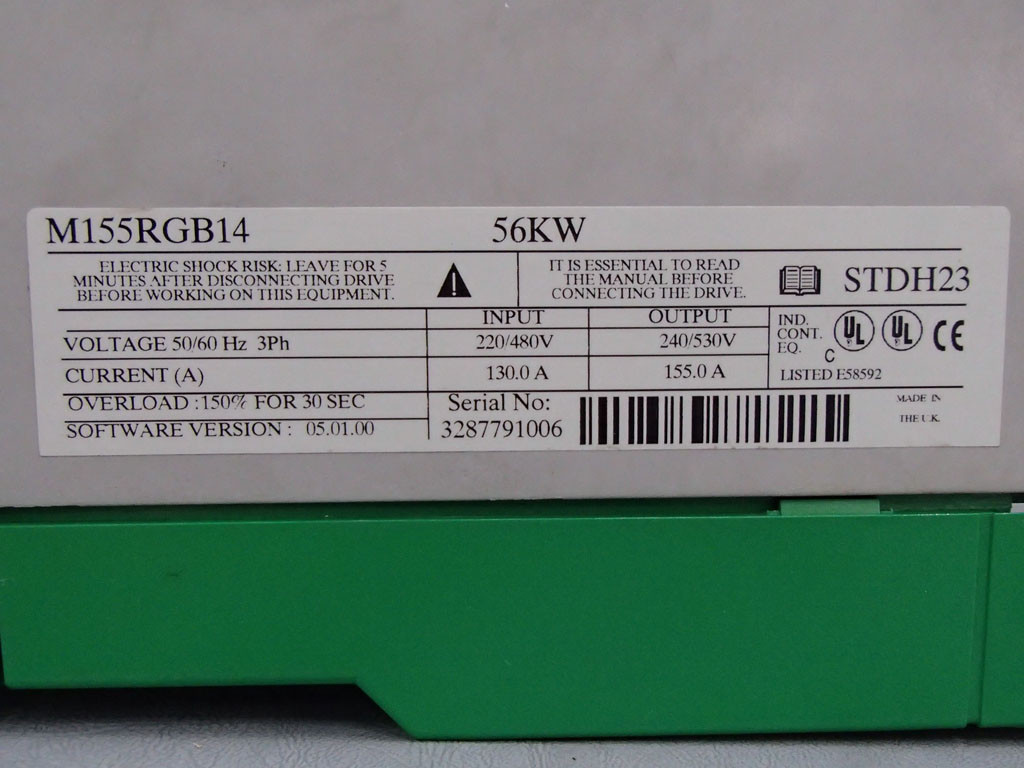 M155RGB14 56KW
ELECTRIC SHOCK RISK: LEAVE FOR 5
MINUTES AFTER DISCONNECTING DRIVE
BEFORE WORKING ON THIS EQUIPMENT.
IT IS ESSENTIAL TO READ
THE MANUAL BEFORE
CONNECTING THE DRIVE.
STDH23
INPUT OUTPUT
VOLTAGE 50/60 Hz 3Ph 220/480V 240/530V
CURRENT (A) 130.0 A 155.0 A
IND.
CONT.
EQ.
C UL UL CE
LISTED E58592
OVERLOAD :150% FOR 30 SEC
SOFTWARE VERSION : 05.01.00
Serial No:
3287791006
MADE IN
THE U.K.